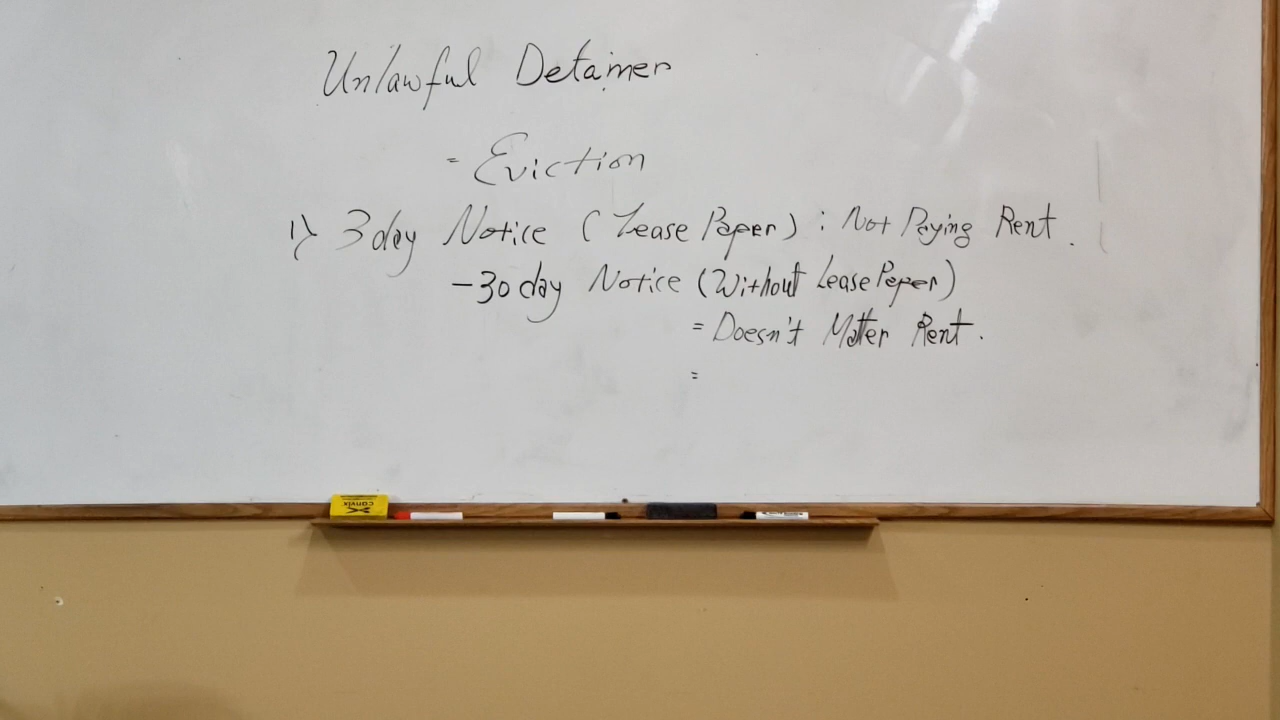 Unlawful Detainer
= Eviction
1) 3 day Notice (Lease Paper) : Not Paying Rent.
- 30 day Notice (Without Lease Paper)
= Doesn't Matter Rent.
=
convix